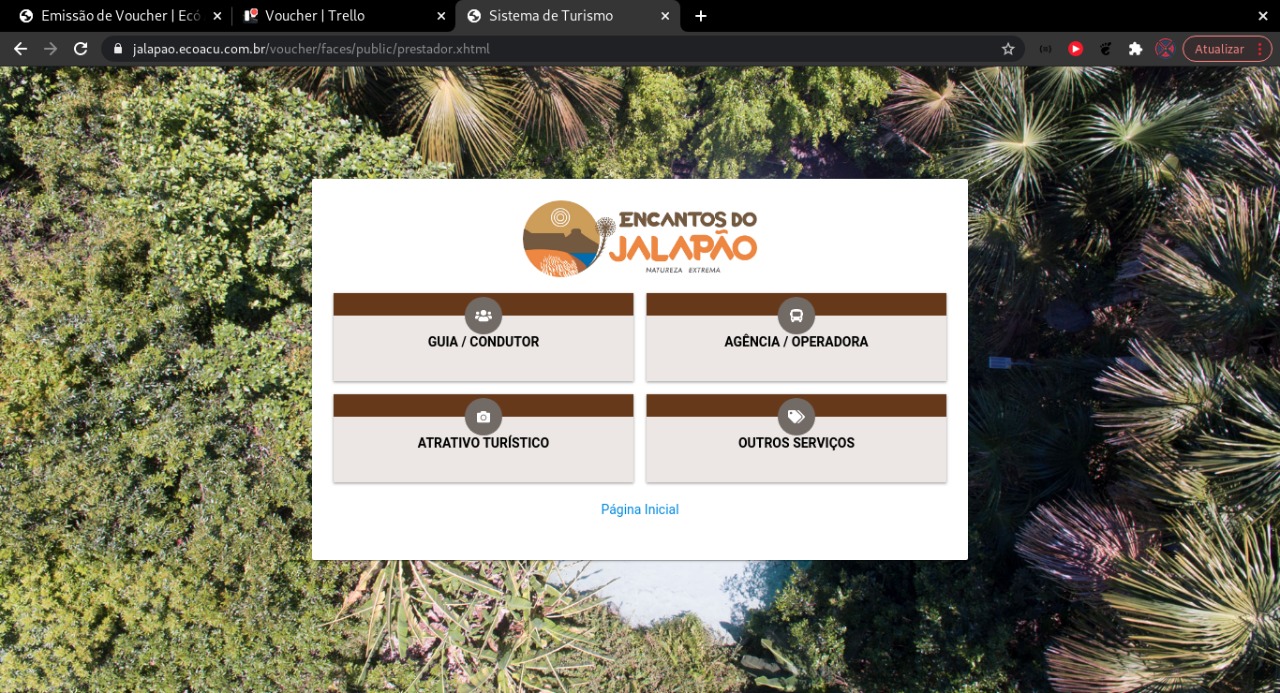 Emissão de Voucher | Ecó
Voucher | Trello
Sistema de Turismo
jalapao.ecoacu.com.br/voucher/faces/public/prestador.xhtml
Atualizar
ENCANTOS DO
JALAPÃO
NATUREZA EXTREMA
GUIA / CONDUTOR
AGÊNCIA / OPERADORA
ATRATIVO TURÍSTICO
OUTROS SERVIÇOS
Página Inicial